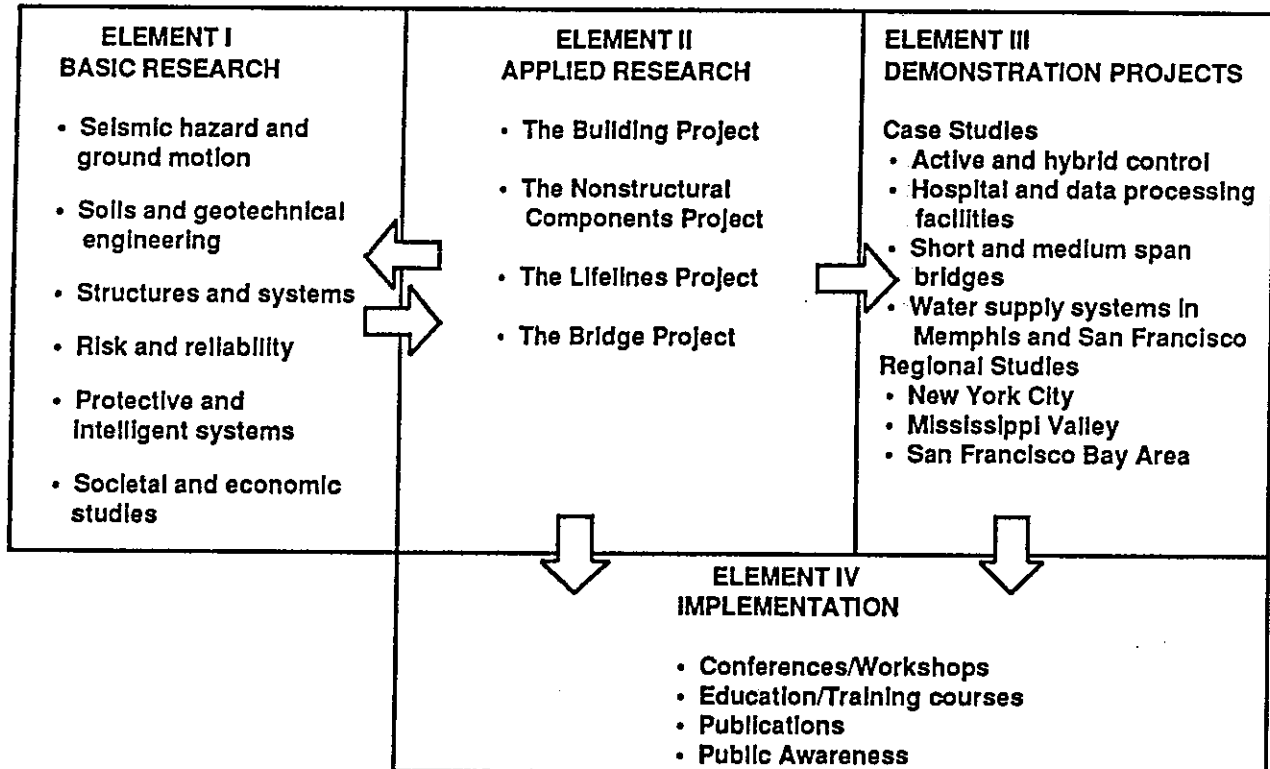 ELEMENT I
BASIC RESEARCH
• Seismic hazard and
ground motion
• Soils and geotechnical
engineering
• Structures and systems
• Risk and reliability
• Protective and
intelligent systems
• Societal and economic
studies
ELEMENT II
APPLIED RESEARCH
• The Building Project
• The Nonstructural
Components Project
• The Lifelines Project
• The Bridge Project
ELEMENT III
DEMONSTRATION PROJECTS
Case Studies
• Active and hybrid control
• Hospital and data processing
facilities
• Short and medium span
bridges
• Water supply systems in
Memphis and San Francisco
Regional Studies
• New York City
• Mississippi Valley
• San Francisco Bay Area
ELEMENT IV
IMPLEMENTATION
• Conferences/Workshops
• Education/Training courses
• Publications
• Public Awareness